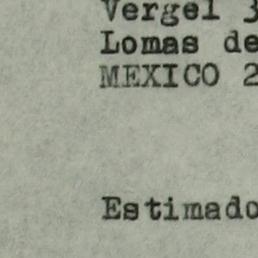 Vergel 3
Lomas de
MEXICO 2
Estimado